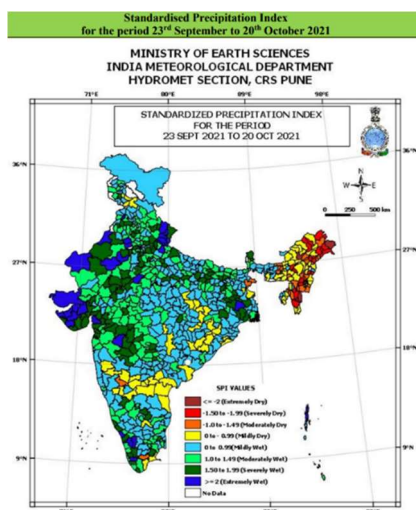 Standardised Precipitation Index
for the period 23rd September to 20th October 2021
MINISTRY OF EARTH SCIENCES
INDIA METEOROLOGICAL DEPARTMENT
HYDROMET SECTION, CRS PUNE
71°E
80°E
89°E
98°E
STANDARDIZED PRECIPITATION INDEX
FOR THE PERIOD
23 SEPT 2021 TO 20 OCT 2021
36°N
36°N
N
W
E
S
0 250 500 km
27°N
27°N
18°N
18°N
9°N
9°N
SPI VALUES
<= -2 (Extremely Dry)
-1.50 to -1.99 (Severely Dry)
-1.0 to -1.49 (Moderately Dry
0 to - 0.99 (Mildly Dry)
0 to 0.99(Mildly Wet)
1.0 to 1.49 (Moderately Wet)
1.50 to 1.99 (Severely Wet)
>= 2 (Extremely Wet)
No Data